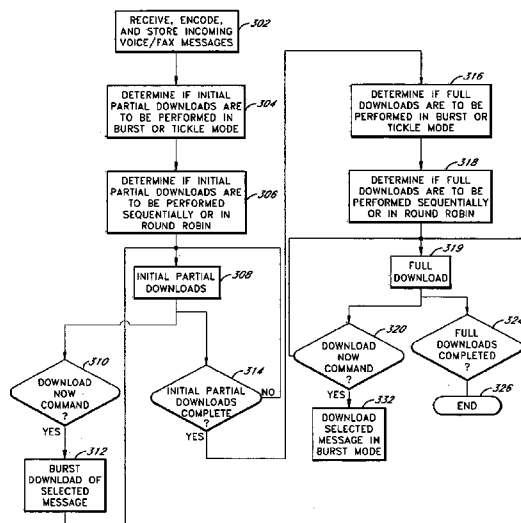 RECEIVE, ENCODE,
AND STORE INCOMING
VOICE/FAX MESSAGES
302
DETERMINE IF INITIAL
PARTIAL DOWNLOADS ARE
TO BE PERFORMED IN
BURST OR TICKLE MODE
304
DETERMINE IF INITIAL
PARTIAL DOWNLOADS ARE
TO BE PERFORMED
SEQUENTIALLY OR IN
ROUND ROBIN
306
INITIAL PARTIAL
DOWNLOADS
308
310
DOWNLOAD
NOW
COMMAND
?
YES
312
BURST
DOWNLOAD OF
SELECTED
MESSAGE
314
INITIAL PARTIAL
DOWNLOADS
COMPLETE
?
NO
YES
316
DETERMINE IF FULL
DOWNLOADS ARE TO BE
PERFORMED IN BURST OR
TICKLE MODE
318
DETERMINE IF FULL
DOWNLOADS ARE TO BE
PERFORMED SEQUENTIALLY
OR IN ROUND ROBIN
319
FULL
DOWNLOAD
320
DOWNLOAD
NOW
COMMAND
?
YES
332
DOWNLOAD
SELECTED
MESSAGE IN
BURST MODE
324
FULL
DOWNLOADS
COMPLETED
?
326
END